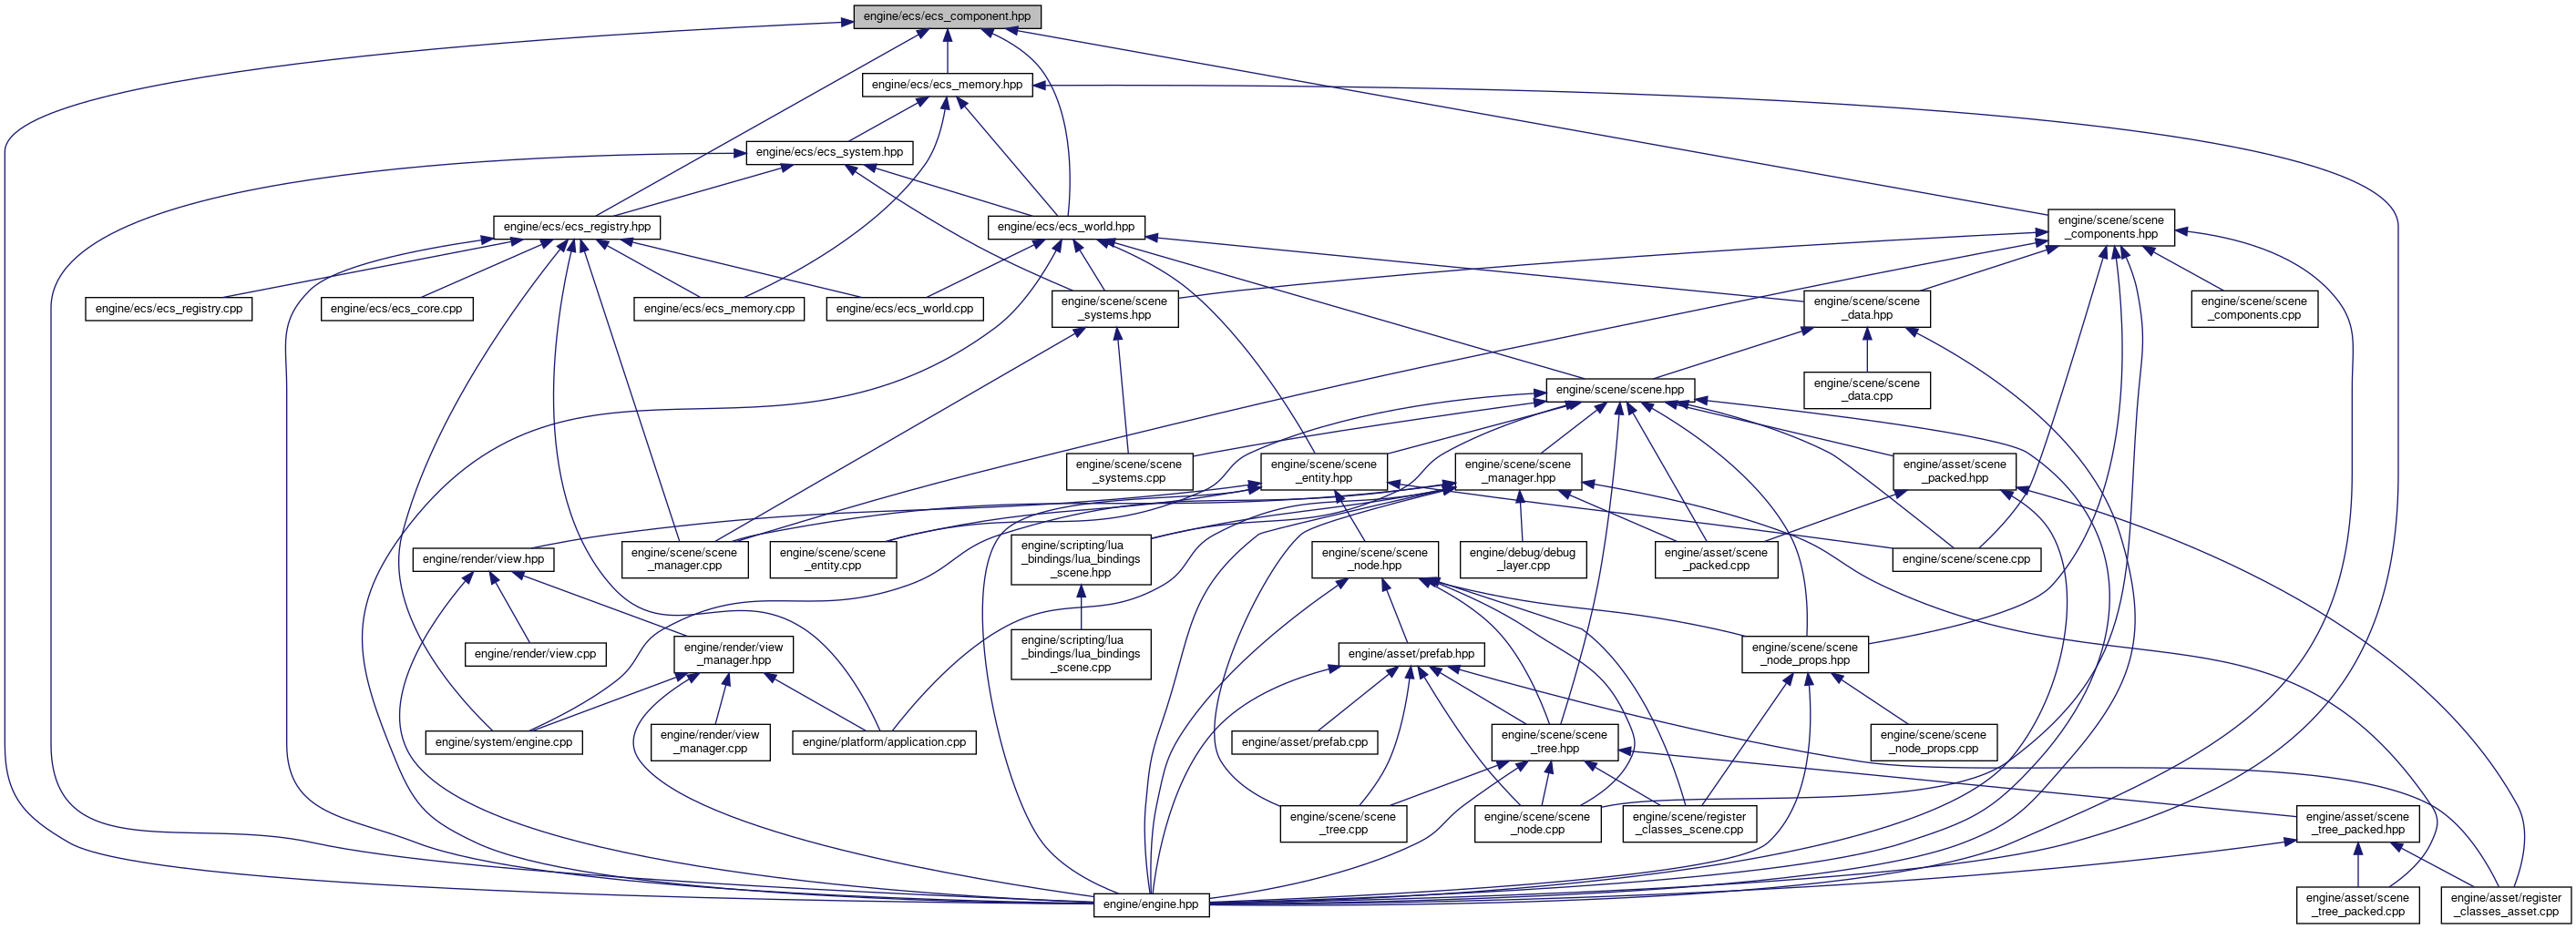 engine/ecs/ecs_component.hpp
engine/ecs/ecs_memory.hpp
engine/ecs/ecs_system.hpp
engine/ecs/ecs_registry.hpp
engine/ecs/ecs_world.hpp
engine/scene/scene
_components.hpp
engine/ecs/ecs_registry.cpp
engine/ecs/ecs_core.cpp
engine/ecs/ecs_memory.cpp
engine/ecs/ecs_world.cpp
engine/scene/scene
_systems.hpp
engine/scene/scene
_data.hpp
engine/scene/scene
_components.cpp
engine/scene/scene.hpp
engine/scene/scene
_data.cpp
engine/scene/scene
_systems.cpp
engine/scene/scene
_entity.hpp
engine/scene/scene
_manager.hpp
engine/asset/scene
_packed.hpp
engine/render/view.hpp
engine/scene/scene
_manager.cpp
engine/scene/scene
_entity.cpp
engine/scripting/lua
_bindings/lua_bindings
_scene.hpp
engine/scene/scene
_node.hpp
engine/debug/debug
_layer.cpp
engine/asset/scene
_packed.cpp
engine/scene/scene.cpp
engine/render/view.cpp
engine/render/view
_manager.hpp
engine/scripting/lua
_bindings/lua_bindings
_scene.cpp
engine/asset/prefab.hpp
engine/scene/scene
_node_props.hpp
engine/system/engine.cpp
engine/render/view
_manager.cpp
engine/platform/application.cpp
engine/asset/prefab.cpp
engine/scene/scene
_tree.hpp
engine/scene/scene
_node_props.cpp
engine/scene/scene
_tree.cpp
engine/scene/scene
_node.cpp
engine/scene/register
_classes_scene.cpp
engine/asset/scene
_tree_packed.hpp
engine/engine.hpp
engine/asset/scene
_tree_packed.cpp
engine/asset/register
_classes_asset.cpp